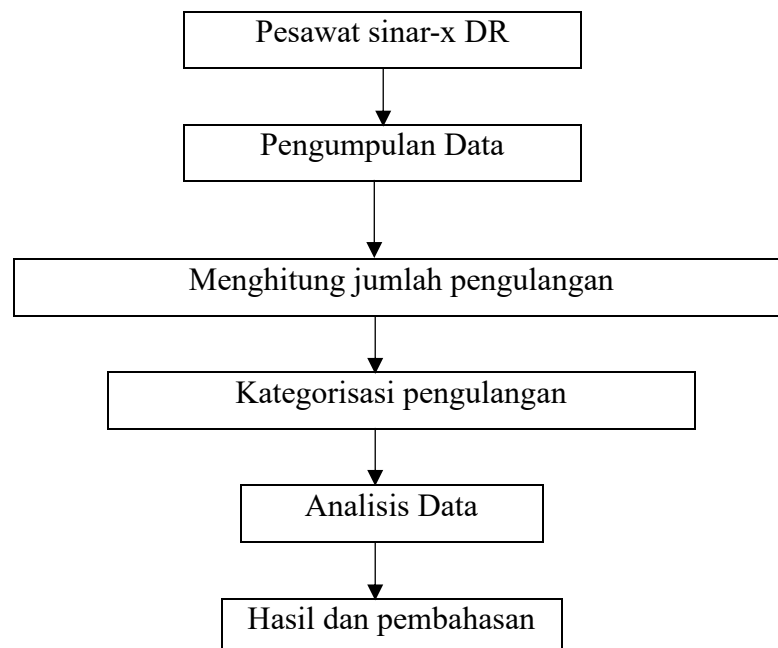 Pesawat sinar-x DR
Pengumpulan Data
Menghitung jumlah pengulangan
Kategorisasi pengulangan
Analisis Data
Hasil dan pembahasan